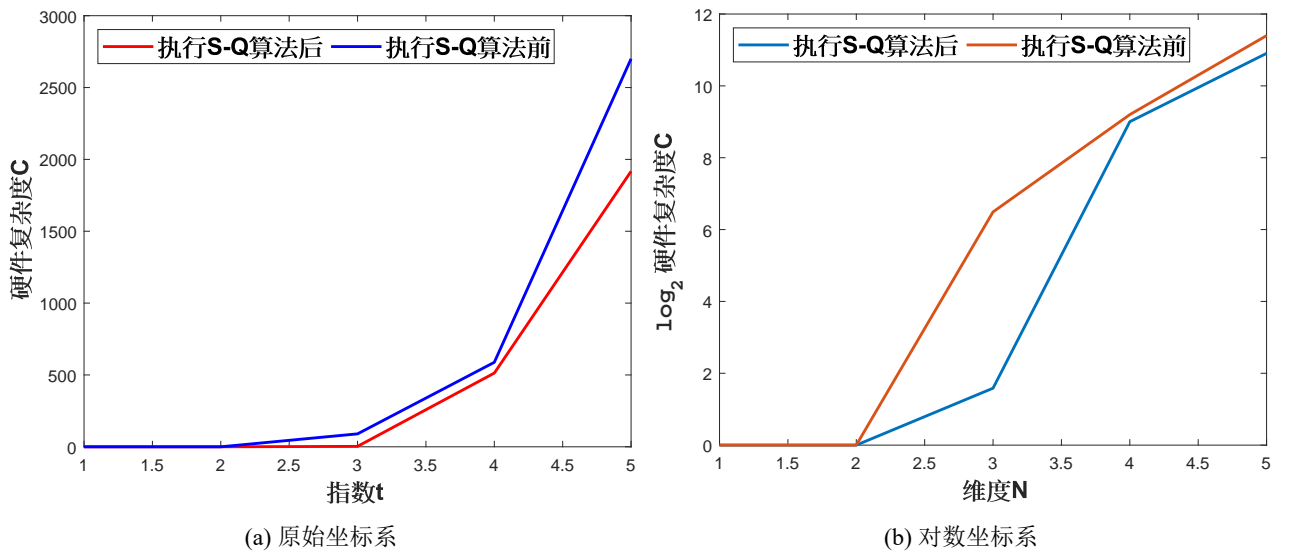 3000
2500
2000
1500
1000
500
0
硬件复杂度C
执行S-Q算法后 执行S-Q算法前
1 1.5 2 2.5 3 3.5 4 4.5 5
指数t
(a) 原始坐标系
12
10
8
6
4
2
0
log2 硬件复杂度C
执行S-Q算法后 执行S-Q算法前
1 1.5 2 2.5 3 3.5 4 4.5 5
维度N
(b) 对数坐标系